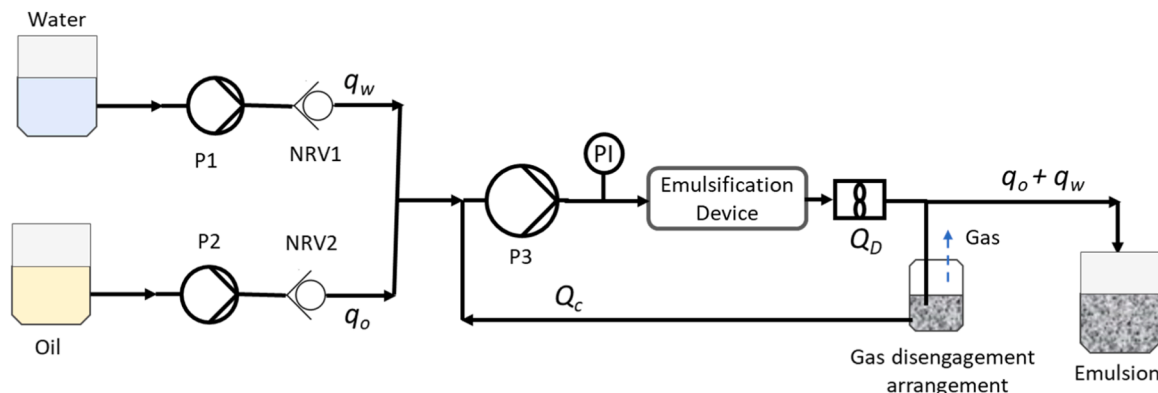 Water
q_w
P1
NRV1
PI
Emulsification
Device
q_o + q_w
P2
NRV2
P3
Q_D
Gas
q_o
Q_c
Oil
Gas disengagement
arrangement
Emulsion